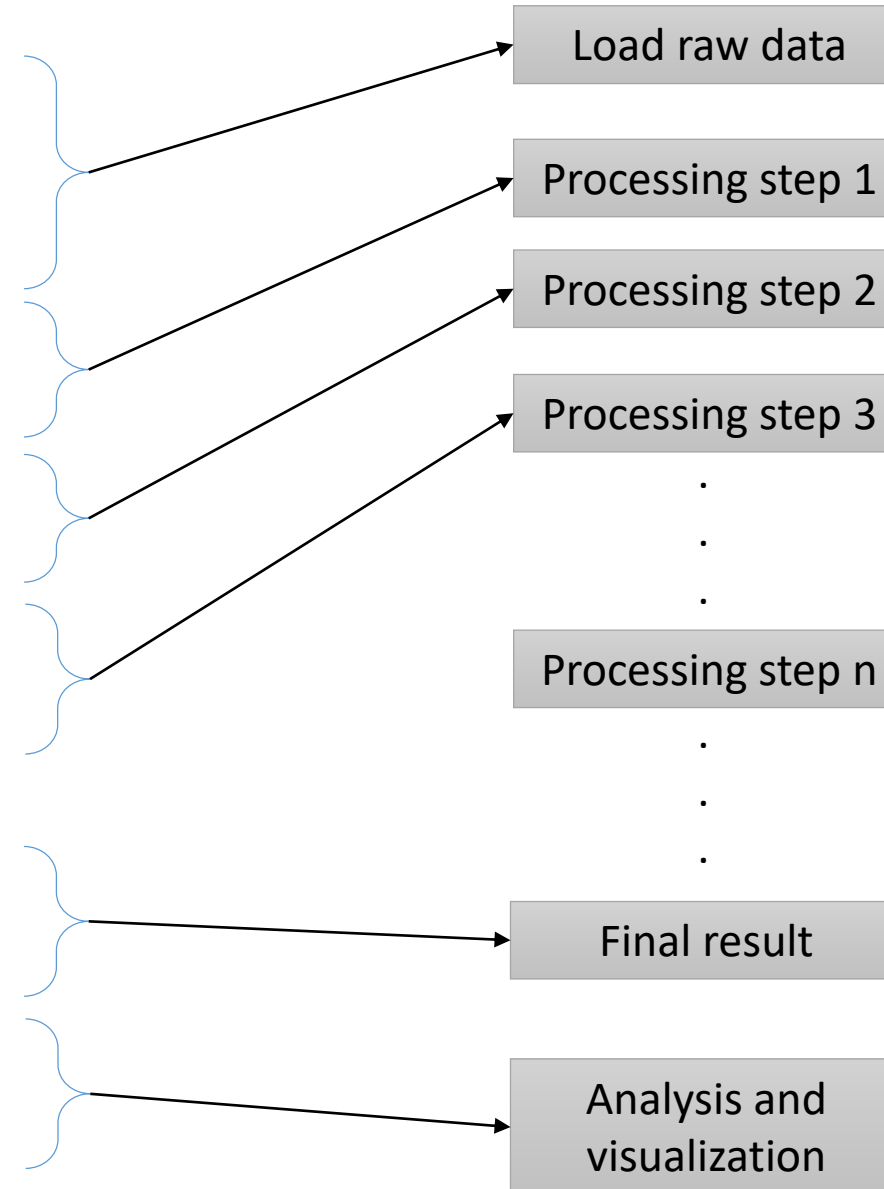 Load raw data
Processing step 1
Processing step 2
Processing step 3
.
.
.
Processing step n
.
.
.
Final result
Analysis and
visualization